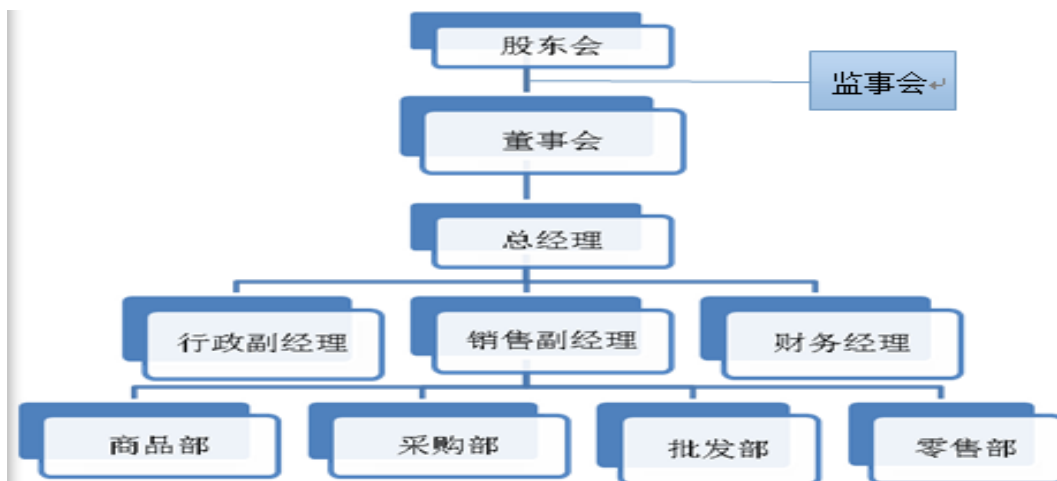 股东会
监事会
董事会
总经理
行政副经理
销售副经理
财务经理
商品部
采购部
批发部
零售部